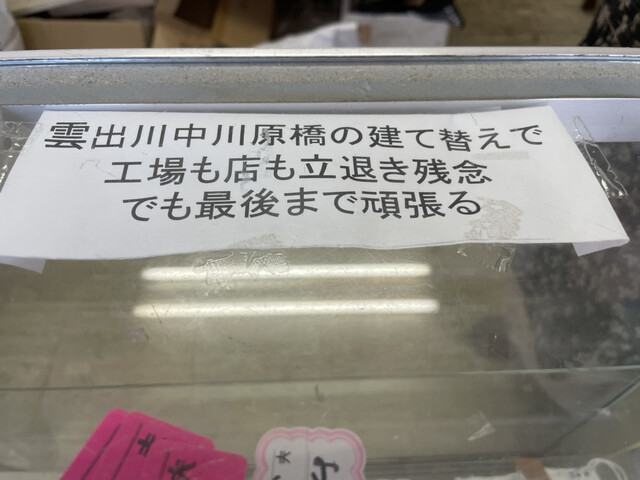 雲出川中川原橋の建て替えで
工場も店も立退き残念
でも最後まで頑張る